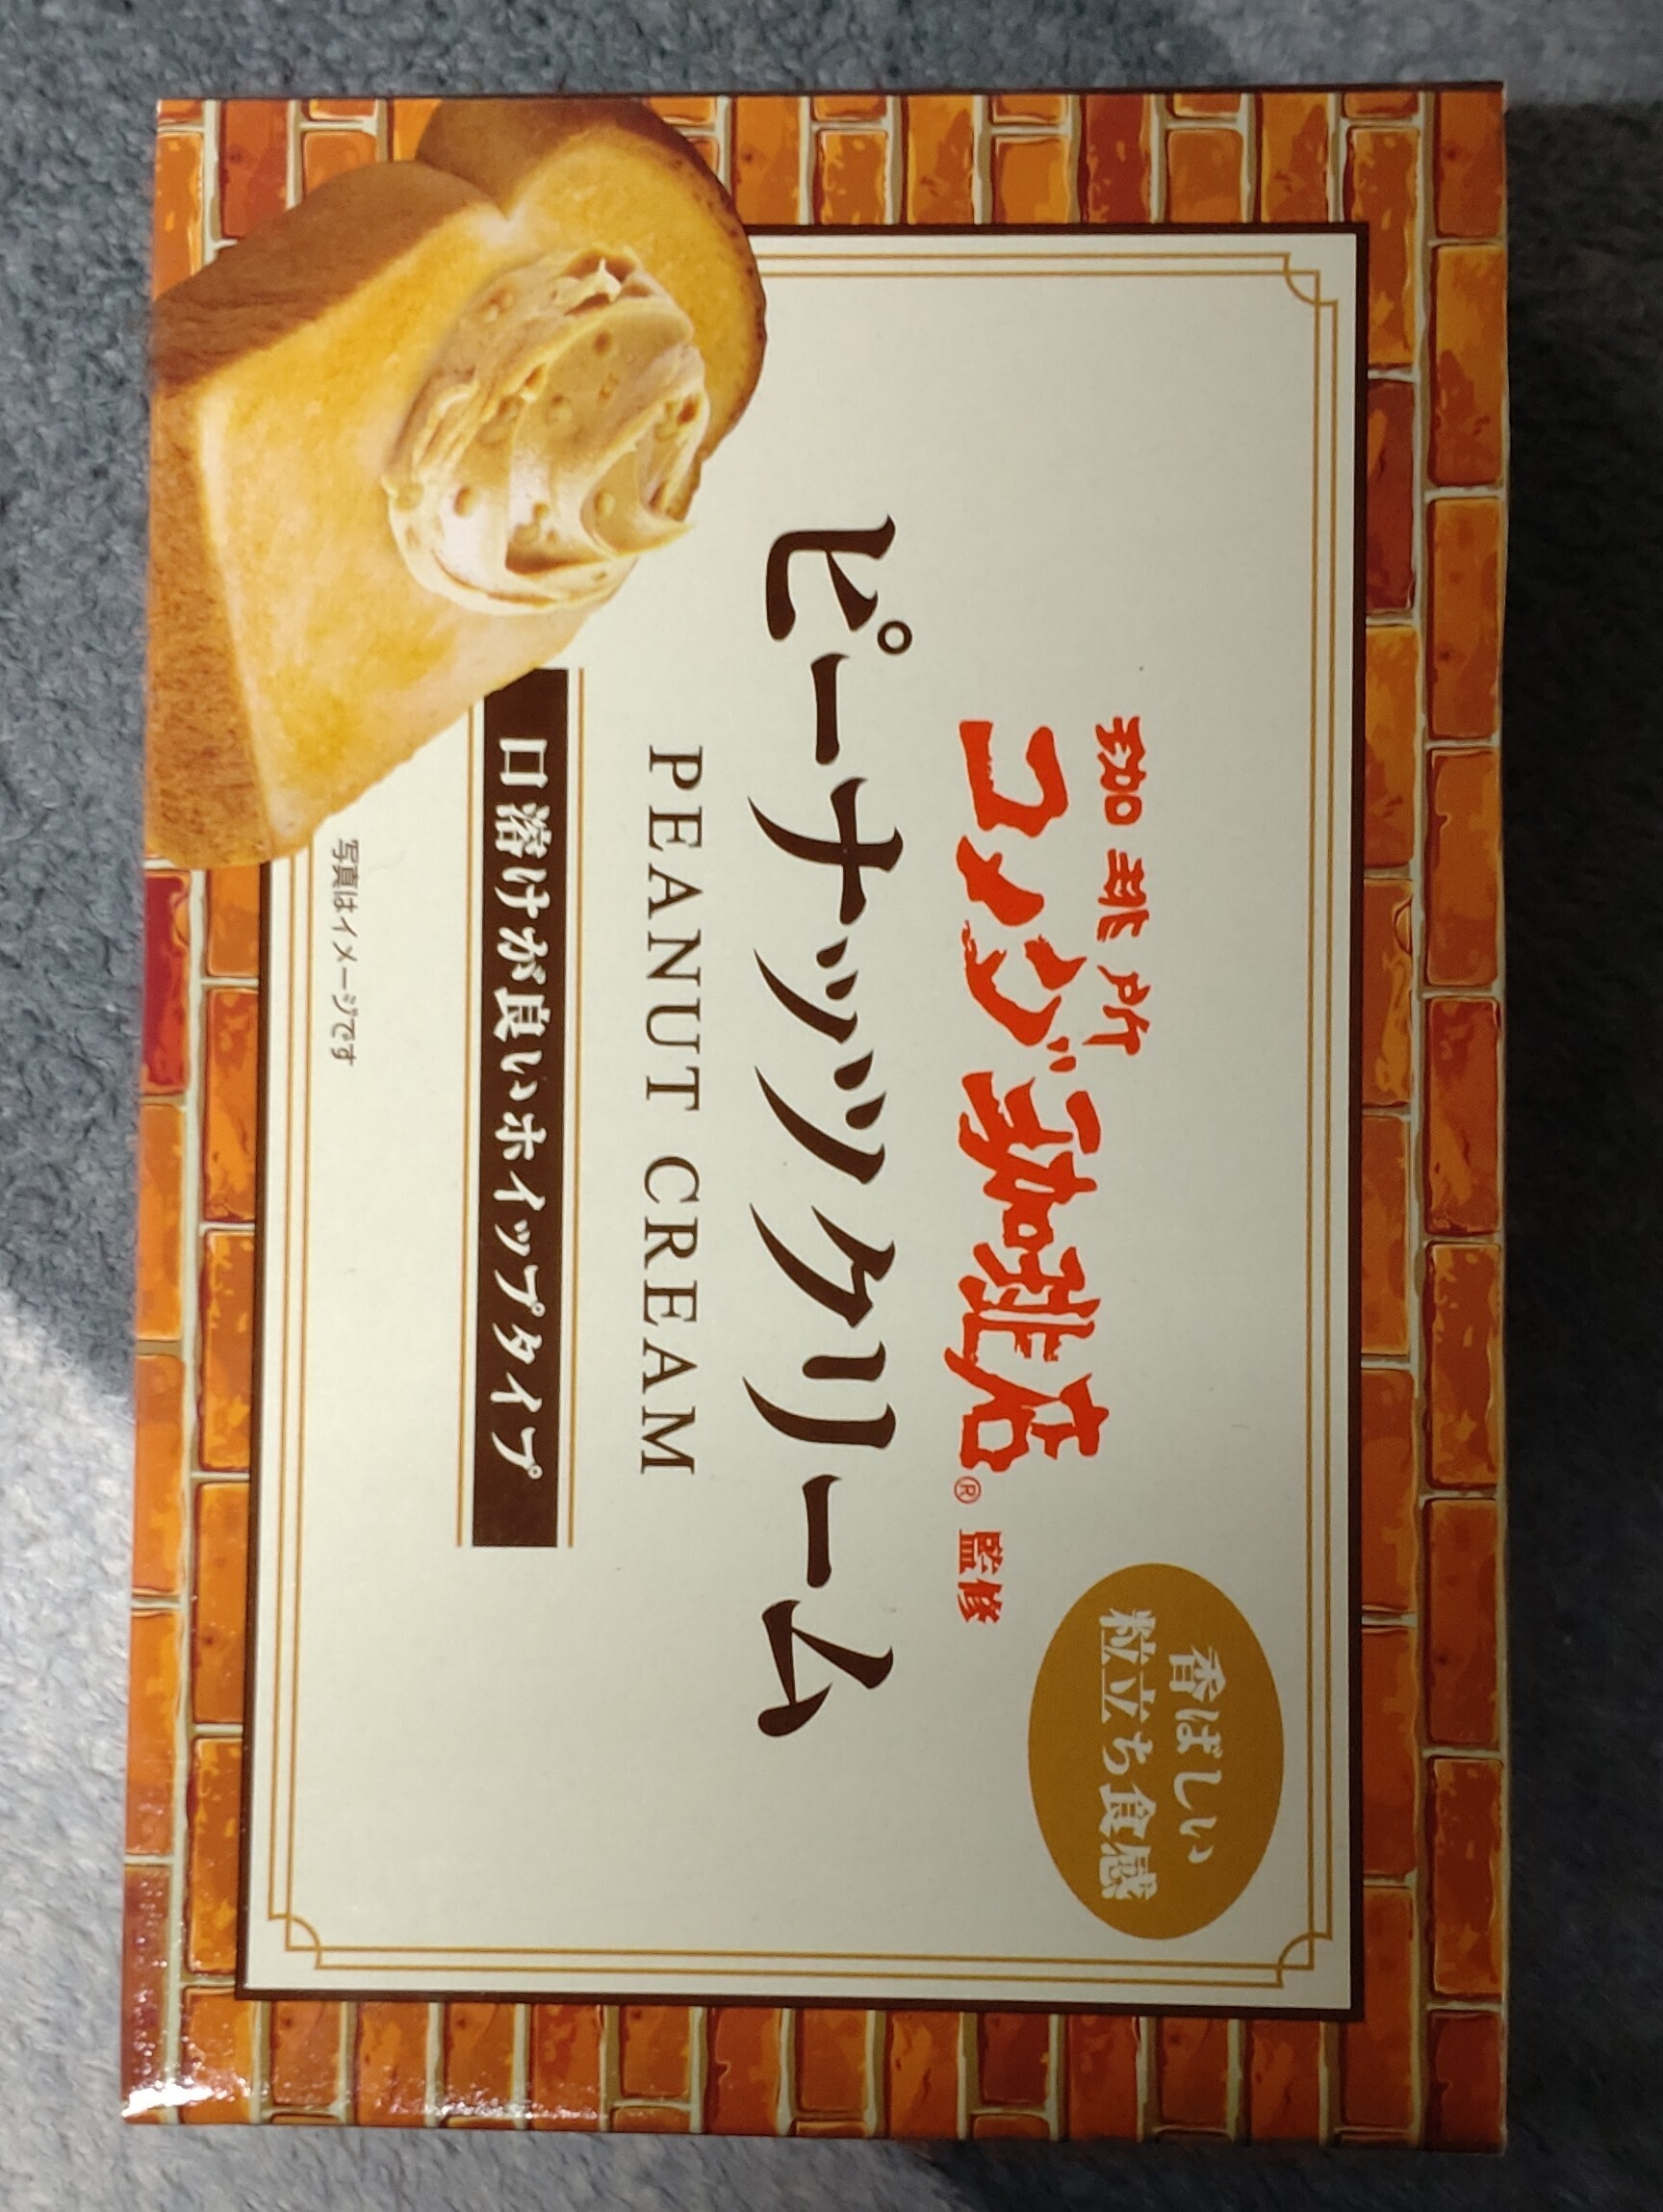 珈琲所
コメダ珈琲店® 監修
香ばしい
粒立ち食感
ピーナッツクリーム
PEANUT CREAM
口溶けが良いホイップタイプ
写真はイメージです